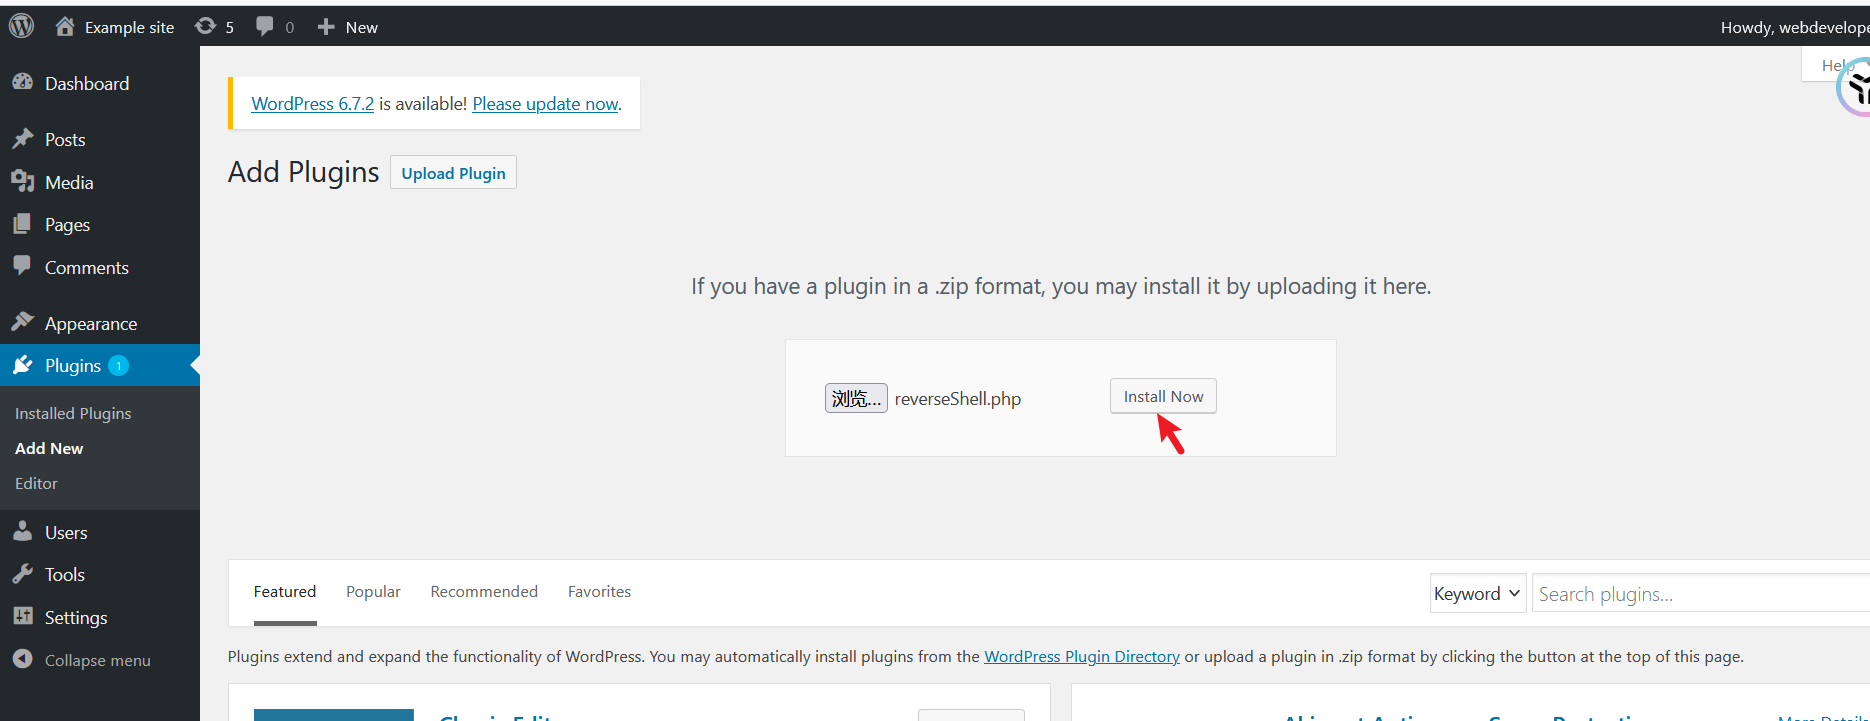 Example site 5 0 New Howdy, webdevelope
Help
Dashboard
Posts
Media
Pages
Comments
Appearance
Plugins 1
Installed Plugins
Add New
Editor
Users
Tools
Settings
Collapse menu
WordPress 6.7.2 is available! Please update now.
Add Plugins Upload Plugin
If you have a plugin in a .zip format, you may install it by uploading it here.
浏览... reverseShell.php Install Now
Featured Popular Recommended Favorites Keyword Search plugins...
Plugins extend and expand the functionality of WordPress. You may automatically install plugins from the WordPress Plugin Directory or upload a plugin in .zip format by clicking the button at the top of this page.